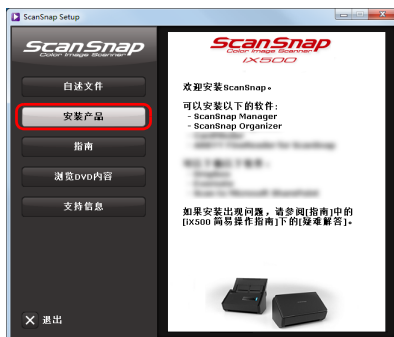 ScanSnap Setup
ScanSnap
Color Image Scanner
自述文件
安装产品
指南
浏览DVD内容
支持信息
退出
ScanSnap
Color Image Scanner
iX500
欢迎安装ScanSnap。
可以安装以下的软件:
- ScanSnap Manager
- ScanSnap Organizer
如果安装出现问题，请参阅[指南]中的
[iX500 简易操作指南]下的[疑难解答]。